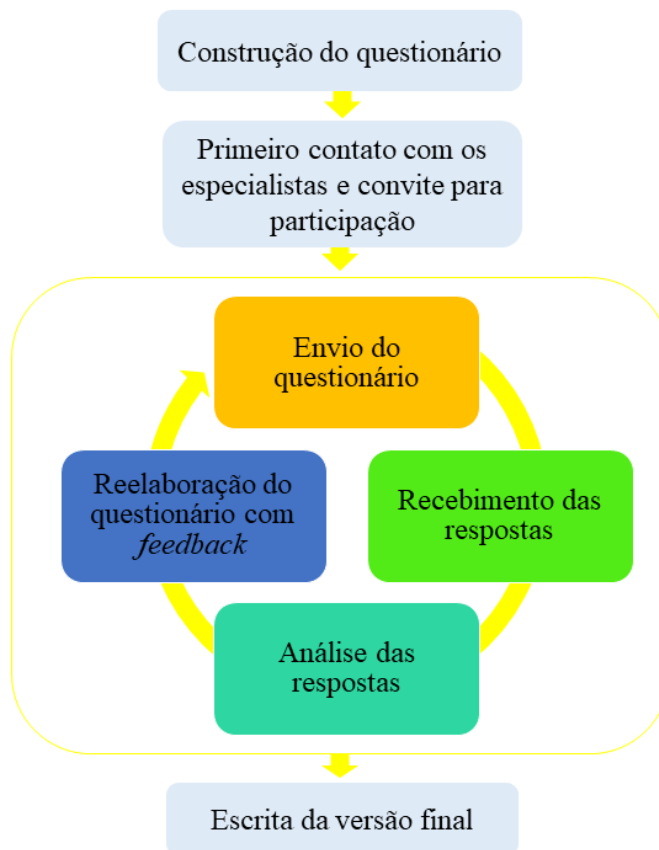 Construção do questionário
Primeiro contato com os
especialistas e convite para
participação
Envio do
questionário
Recebimento das
respostas
Análise das
respostas
Reelaboração do
questionário com
feedback
Escrita da versão final